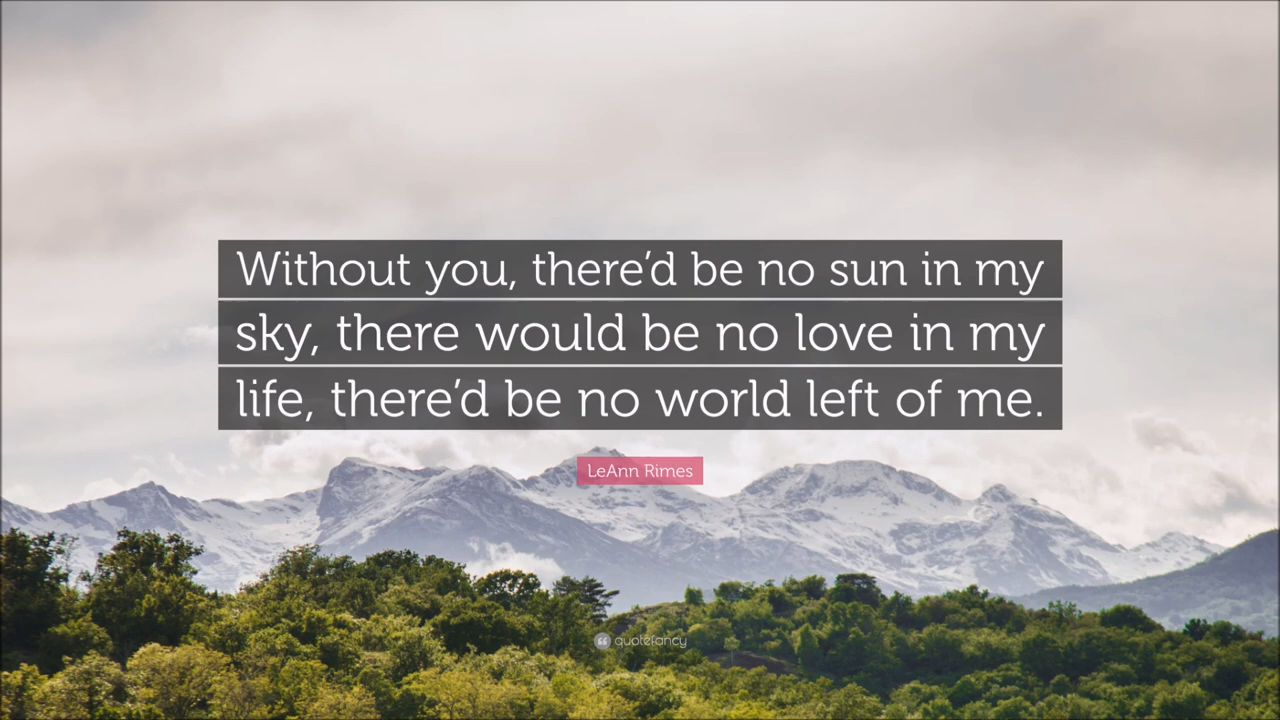 Without you, there’d be no sun in my
sky, there would be no love in my
life, there’d be no world left of me.
LeAnn Rimes
quotefancy